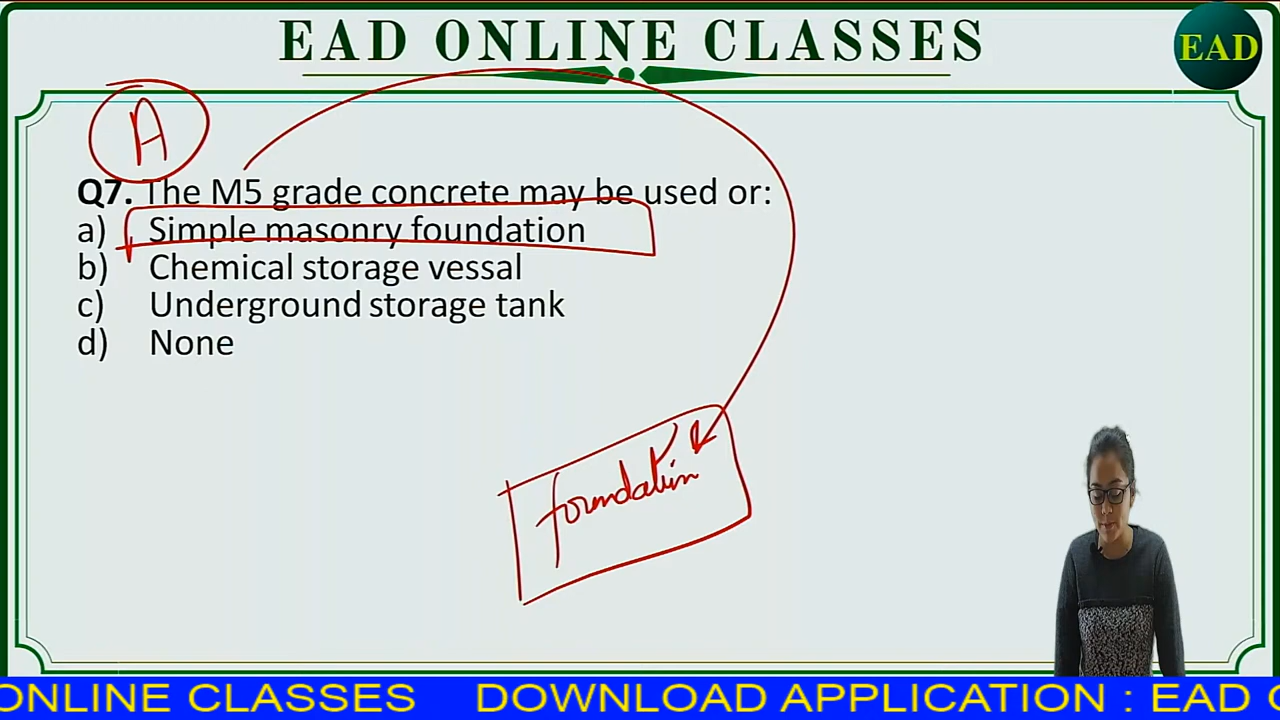 EAD ONLINE CLASSES
EAD
A
Q7. The M5 grade concrete may be used or:
a) Simple masonry foundation
b) Chemical storage vessal
c) Underground storage tank
d) None
foundation
ONLINE CLASSES DOWNLOAD APPLICATION : EAD